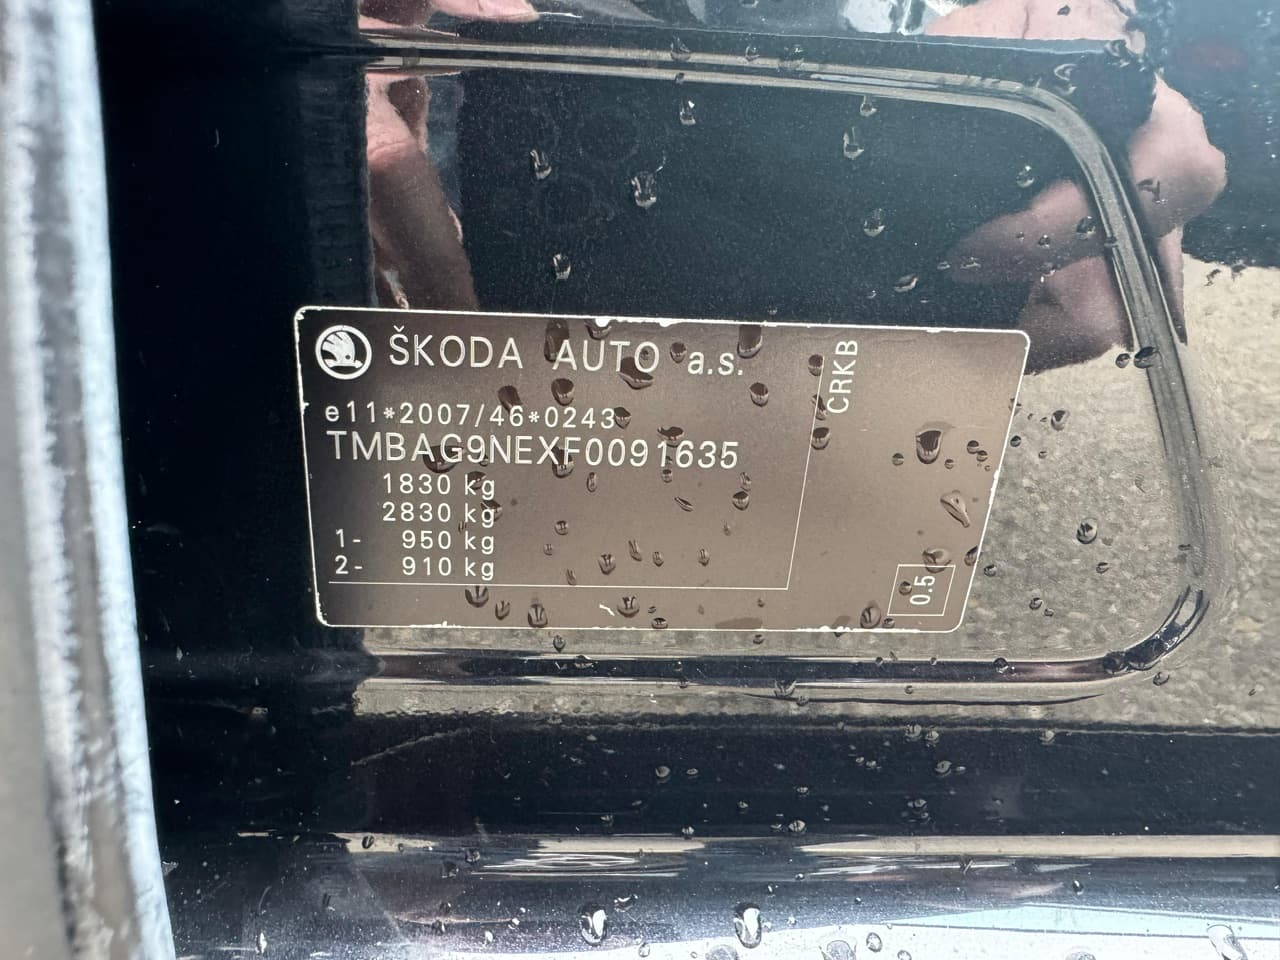 ŠKODA AUTO a.s.
e11*2007/46*0243
TMBAG9NEXF0091635
1830 kg
2830 kg
1- 950 kg
2- 910 kg
CRKB
0.5